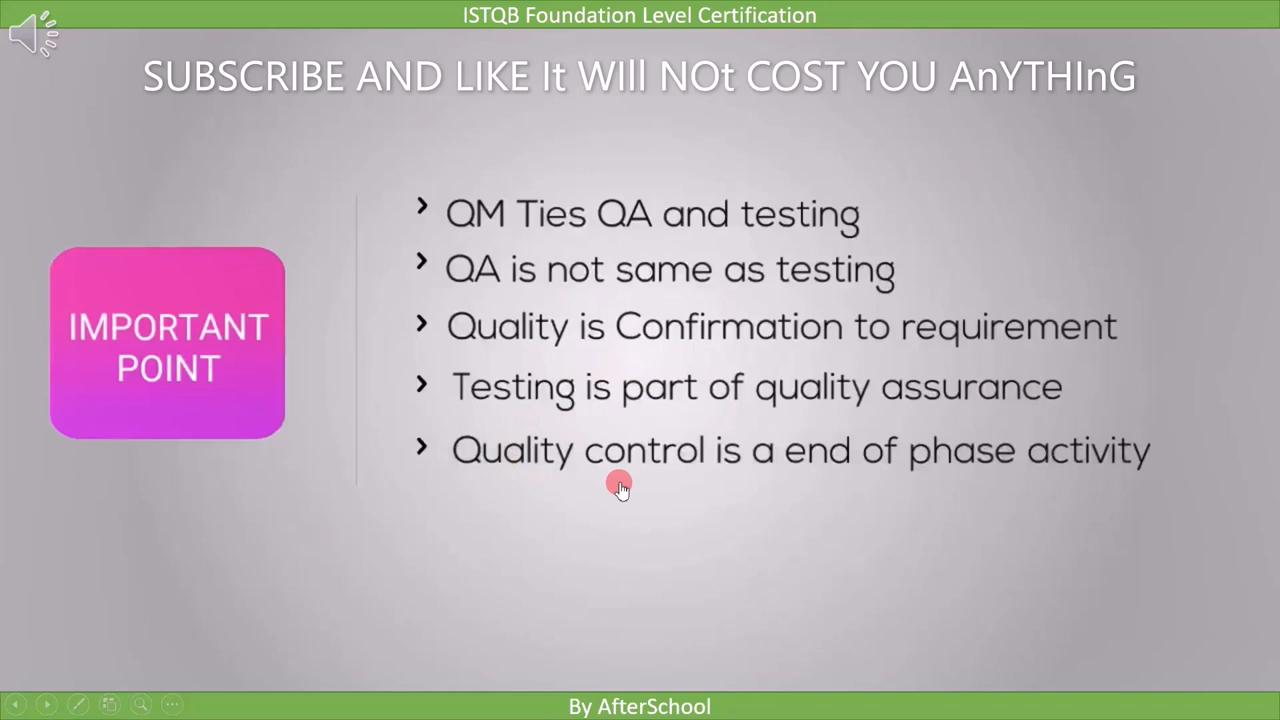 ISTQB Foundation Level Certification
SUBSCRIBE AND LIKE It WIll NOt COST YOU AnYTHInG
QM Ties QA and testing
QA is not same as testing
IMPORTANT
POINT
Quality is Confirmation to requirement
Testing is part of quality assurance
Quality control is a end of phase activity
By AfterSchool